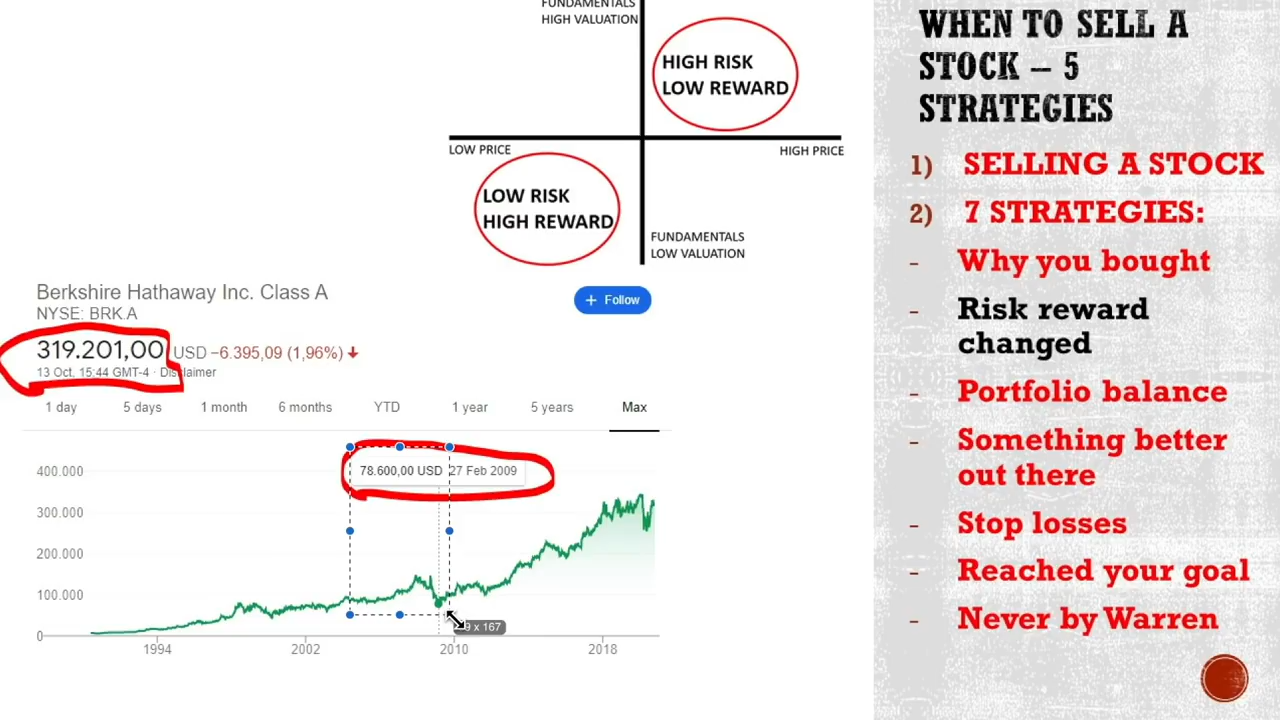 FUNDAMENTALS
HIGH VALUATION
HIGH RISK
LOW REWARD
LOW PRICE
HIGH PRICE
LOW RISK
HIGH REWARD
FUNDAMENTALS
LOW VALUATION
Berkshire Hathaway Inc. Class A
NYSE: BRK.A
+ Follow
319.201,00 USD −6.395,09 (1,96%)
13 Oct, 15:44 GMT-4 · Disclaimer
1 day 5 days 1 month 6 months YTD 1 year 5 years Max
78.600,00 USD 27 Feb 2009
400.000
300.000
200.000
100.000
0
x 167
1994 2002 2010 2018
WHEN TO SELL A
STOCK – 5
STRATEGIES
1) SELLING A STOCK
2) 7 STRATEGIES:
- Why you bought
- Risk reward
changed
- Portfolio balance
- Something better
out there
- Stop losses
- Reached your goal
- Never by Warren